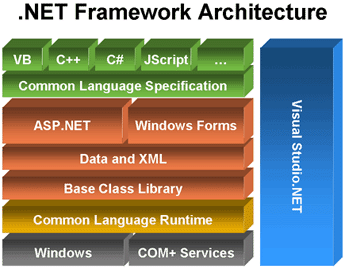 .NET Framework Architecture
VB C++ C# JScript ...
Common Language Specification
ASP.NET Windows Forms
Data and XML
Base Class Library
Common Language Runtime
Windows COM+ Services
Visual Studio.NET